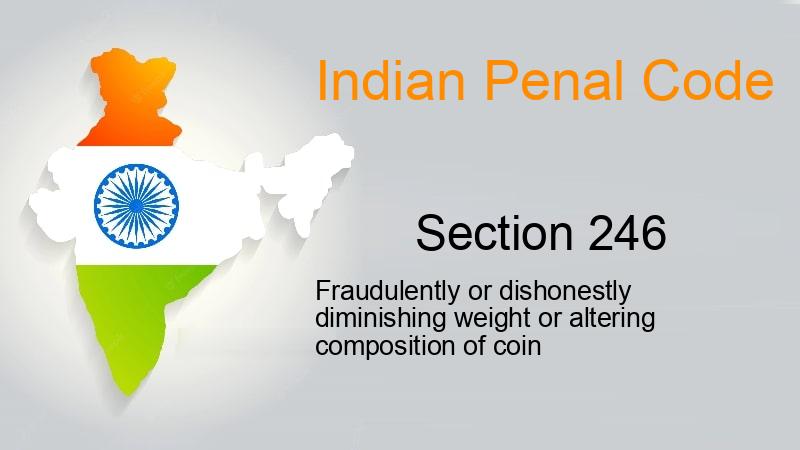 Indian Penal Code
Section 246
Fraudulently or dishonestly
diminishing weight or altering
composition of coin